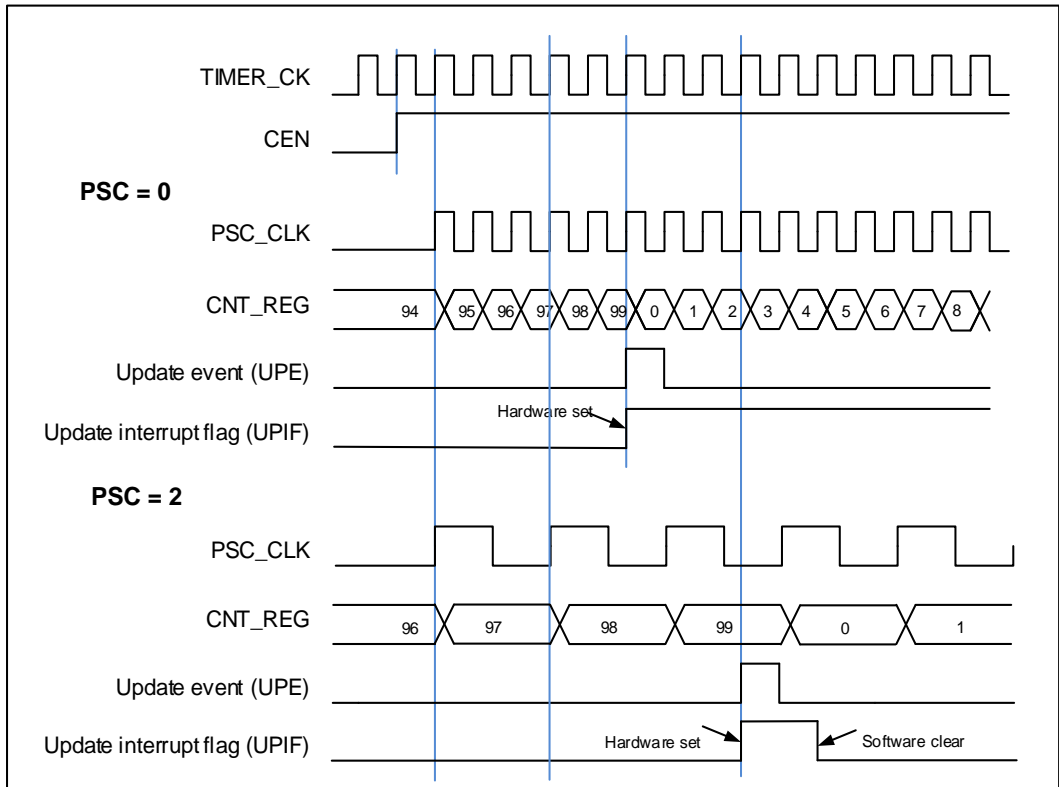 TIMER_CK
CEN
PSC = 0
PSC_CLK
CNT_REG 94 95 96 97 98 99 0 1 2 3 4 5 6 7 8
Update event (UPE)
Hardware set
Update interrupt flag (UPIF)
PSC = 2
PSC_CLK
CNT_REG 96 97 98 99 0 1
Update event (UPE)
Update interrupt flag (UPIF) Hardware set Software clear